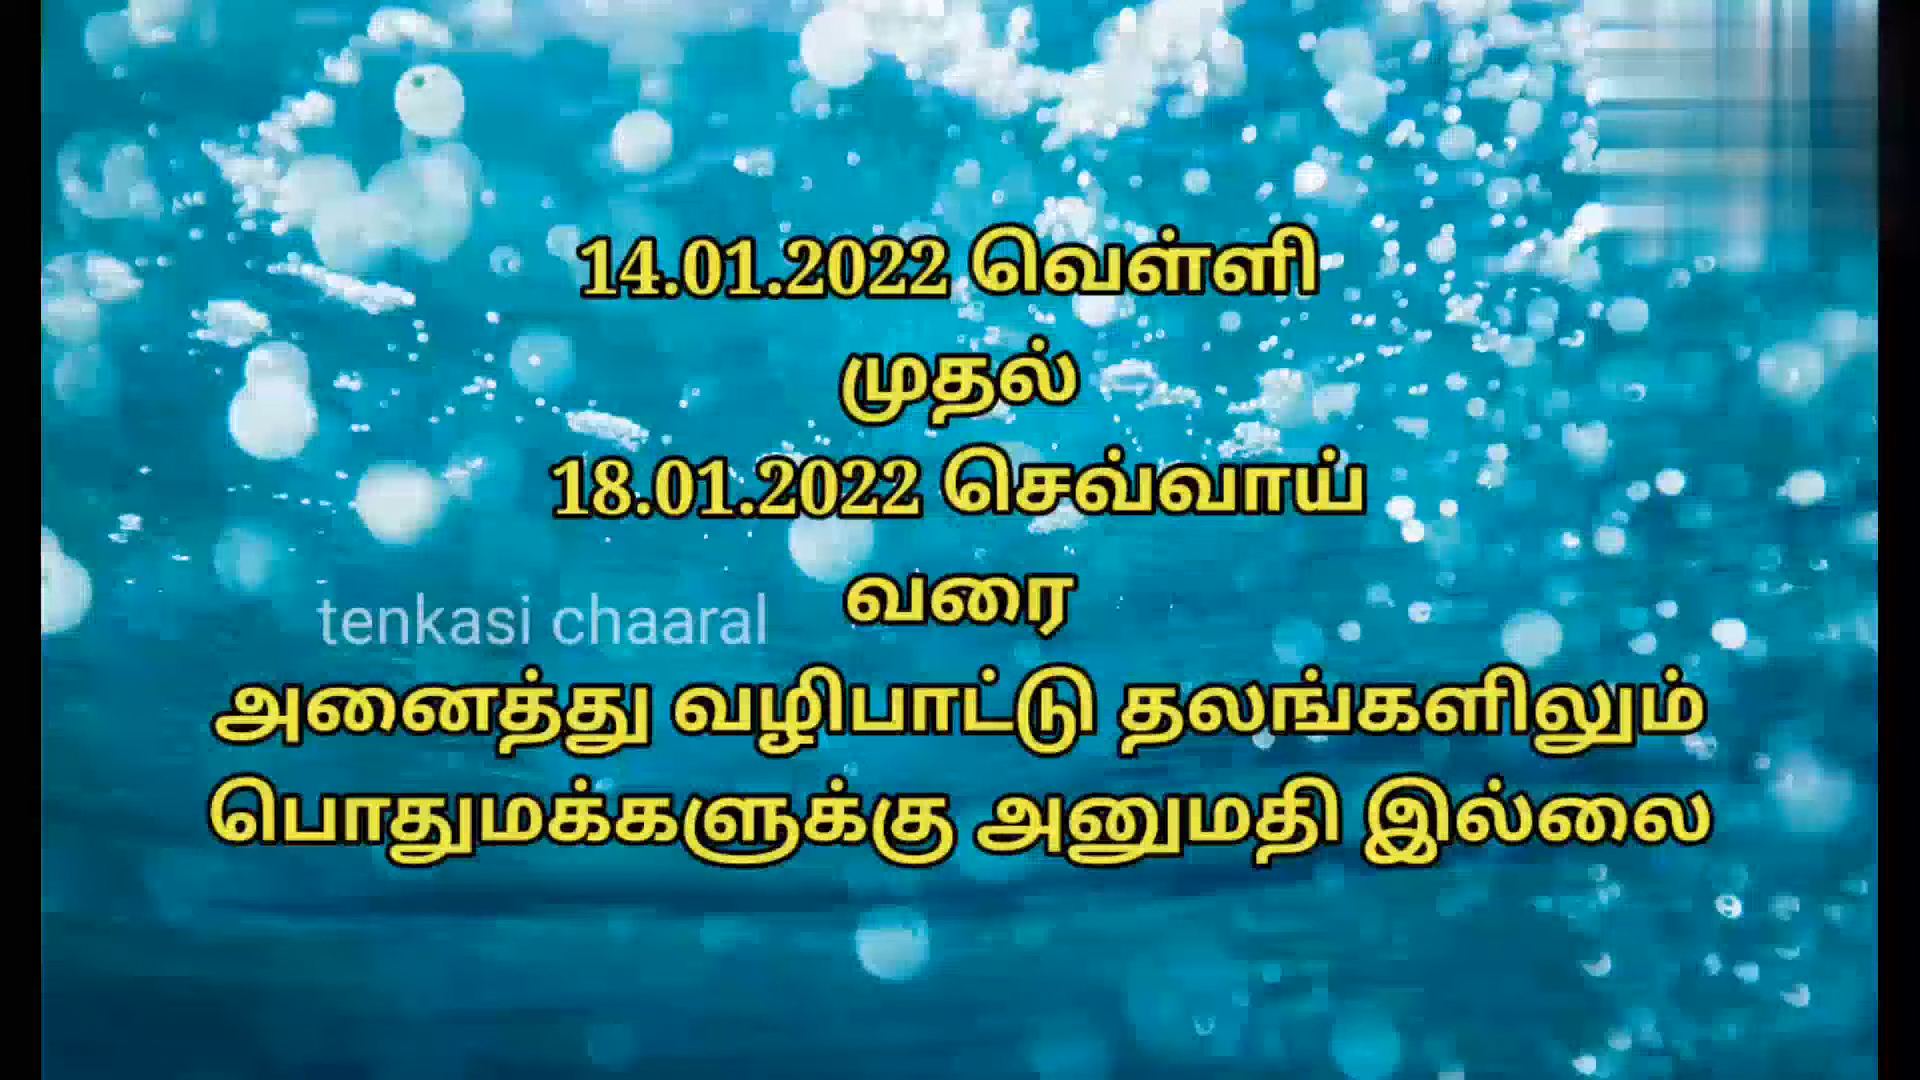 14.01.2022 வெள்ளி
முதல்
18.01.2022 செவ்வாய்
வரை
tenkasi chaaral
அனைத்து வழிபாட்டு தலங்களிலும்
பொதுமக்களுக்கு அனுமதி இல்லை